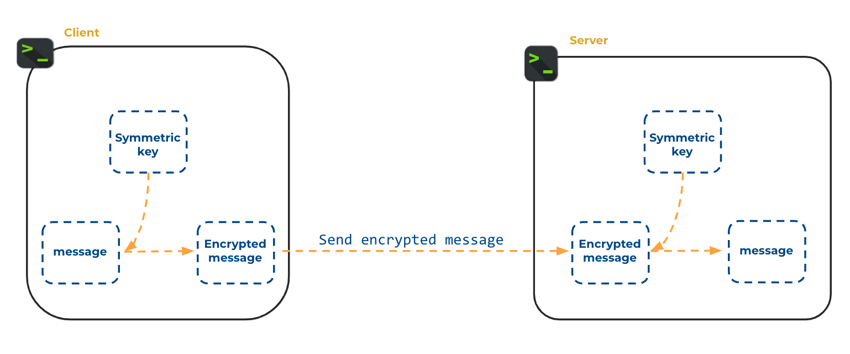 Client
Server
Symmetric
key
Symmetric
key
message
Encrypted
message
Send encrypted message
Encrypted
message
message